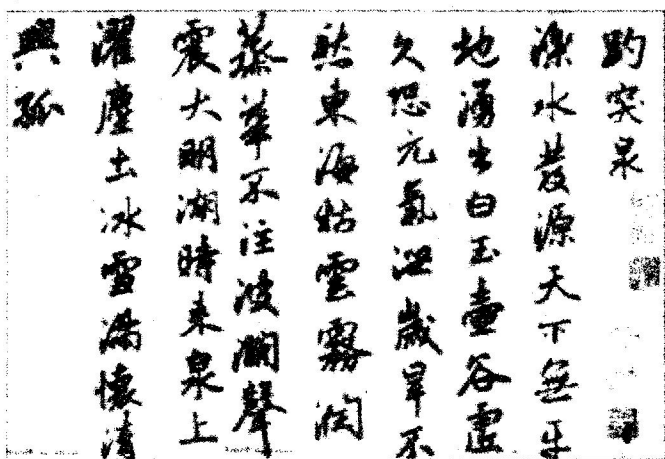 趵突泉
濼水發源天下無平
地湧出白玉壺谷虛
久恐元氣泄歲旱不
愁東海枯雲霧潤
蒸華不注波瀾聲
震大明湖時來泉上
濯塵土冰雪滿懷清
興孤